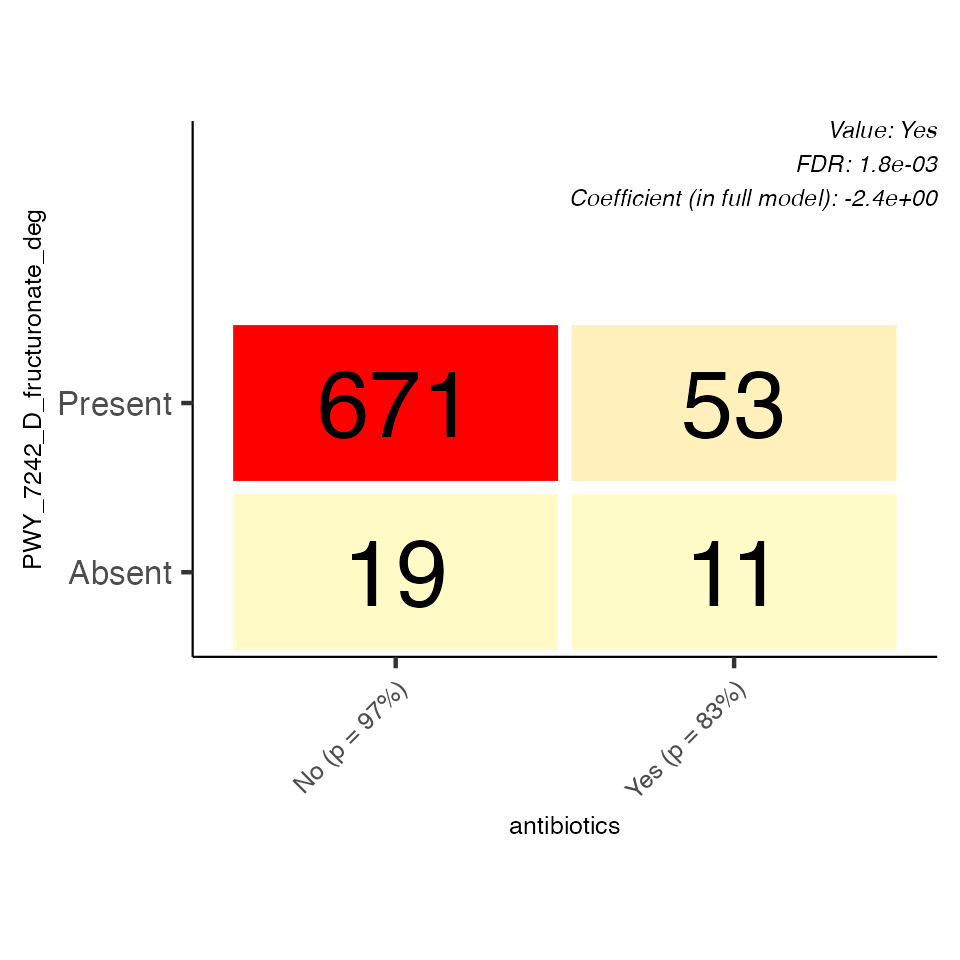 Value: Yes
FDR: 1.8e-03
Coefficient (in full model): -2.4e+00
PWY_7242_D_fructuronate_deg
Present
671
53
Absent
19
11
No (p = 97%)
Yes (p = 83%)
antibiotics